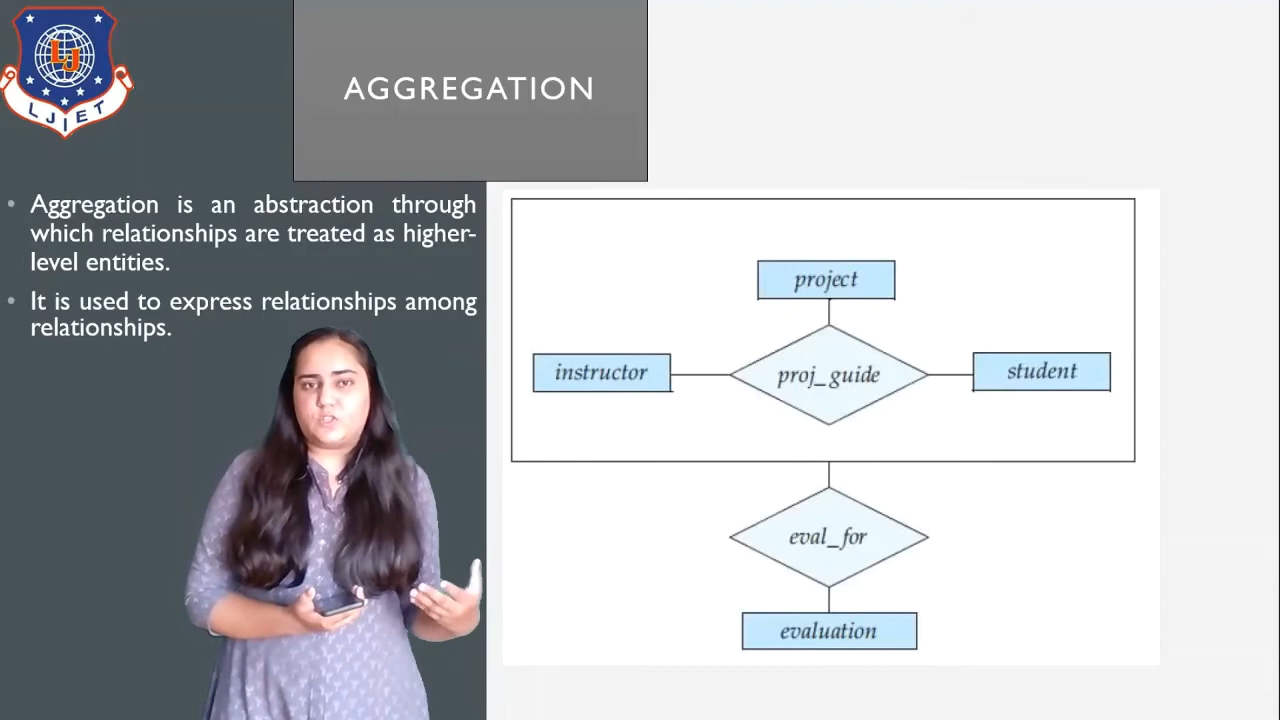 LJ
LJIET
AGGREGATION
• Aggregation is an abstraction through
which relationships are treated as higher-
level entities.
• It is used to express relationships among
relationships.
project
instructor
proj_guide
student
eval_for
evaluation